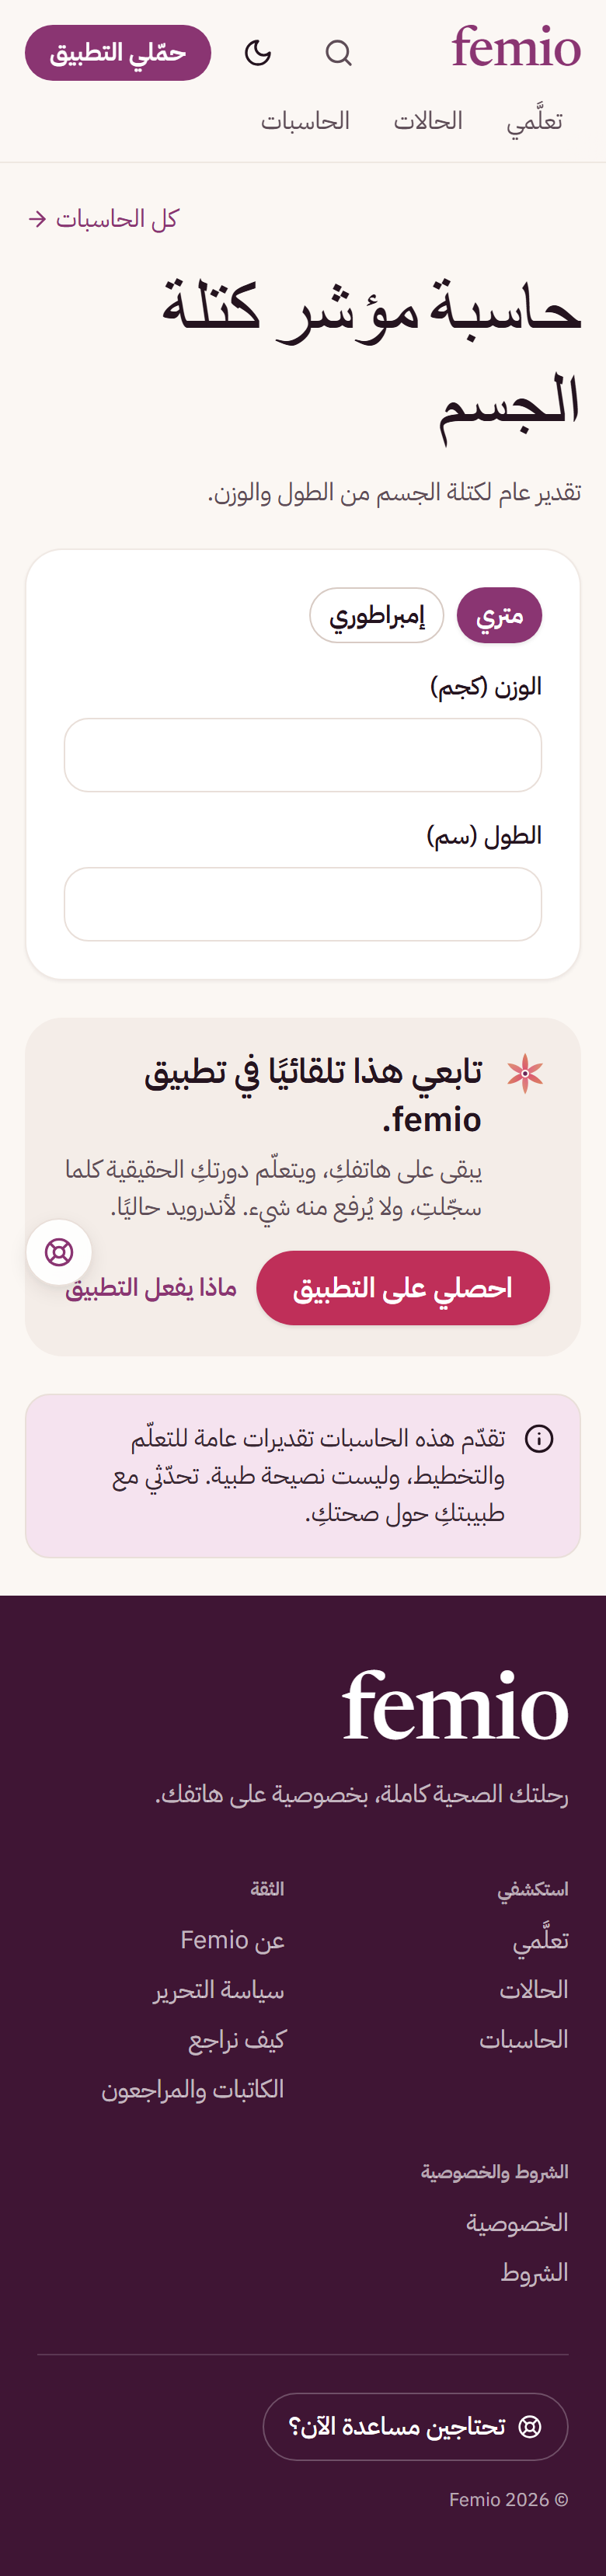 femio
حمّلي التطبيق
تعلَّمي
الحالات
الحاسبات
كل الحاسبات
حاسبة مؤشر كتلة
الجسم
تقدير عام لكتلة الجسم من الطول والوزن.
متري
إمبراطوري
الوزن (كجم)
الطول (سم)
تابعي هذا تلقائيًا في تطبيق
femio.
يبقى على هاتفكِ، ويتعلّم دورتكِ الحقيقية كلما
سجّلتِ، ولا يُرفع منه شيء. لأندرويد حاليًا.
احصلي على التطبيق
ماذا يفعل التطبيق
تقدّم هذه الحاسبات تقديرات عامة للتعلّم
والتخطيط، وليست نصيحة طبية. تحدّثي مع
طبيبتكِ حول صحتكِ.
femio
رحلتك الصحية كاملة، بخصوصية على هاتفك.
استكشفي
تعلَّمي
الحالات
الحاسبات
الثقة
عن Femio
سياسة التحرير
كيف نراجع
الكاتبات والمراجعون
الشروط والخصوصية
الخصوصية
الشروط
تحتاجين مساعدة الآن؟
© 2026 Femio